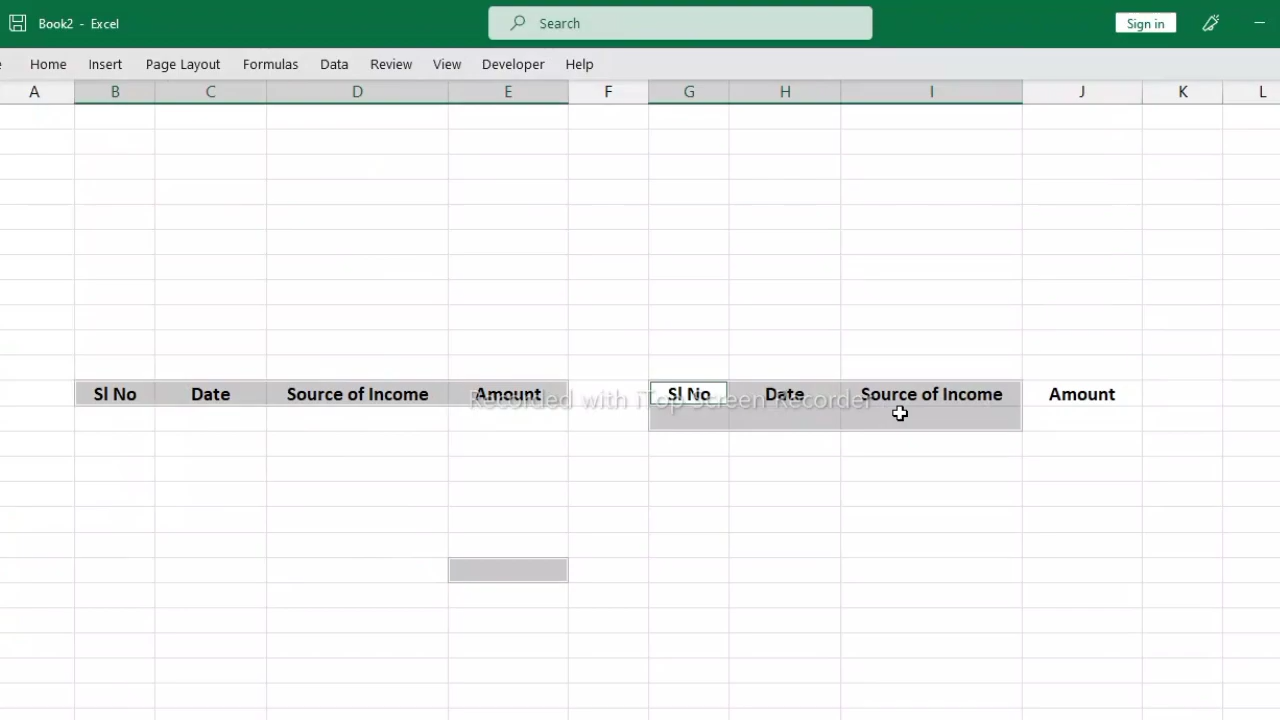 Book2 - Excel
Search
Sign in
Home Insert Page Layout Formulas Data Review View Developer Help
A B C D E F G H I J K L
Sl No Date Source of Income Amount Sl No Date Source of Income Amount
Recorded with iTop Screen Recorder